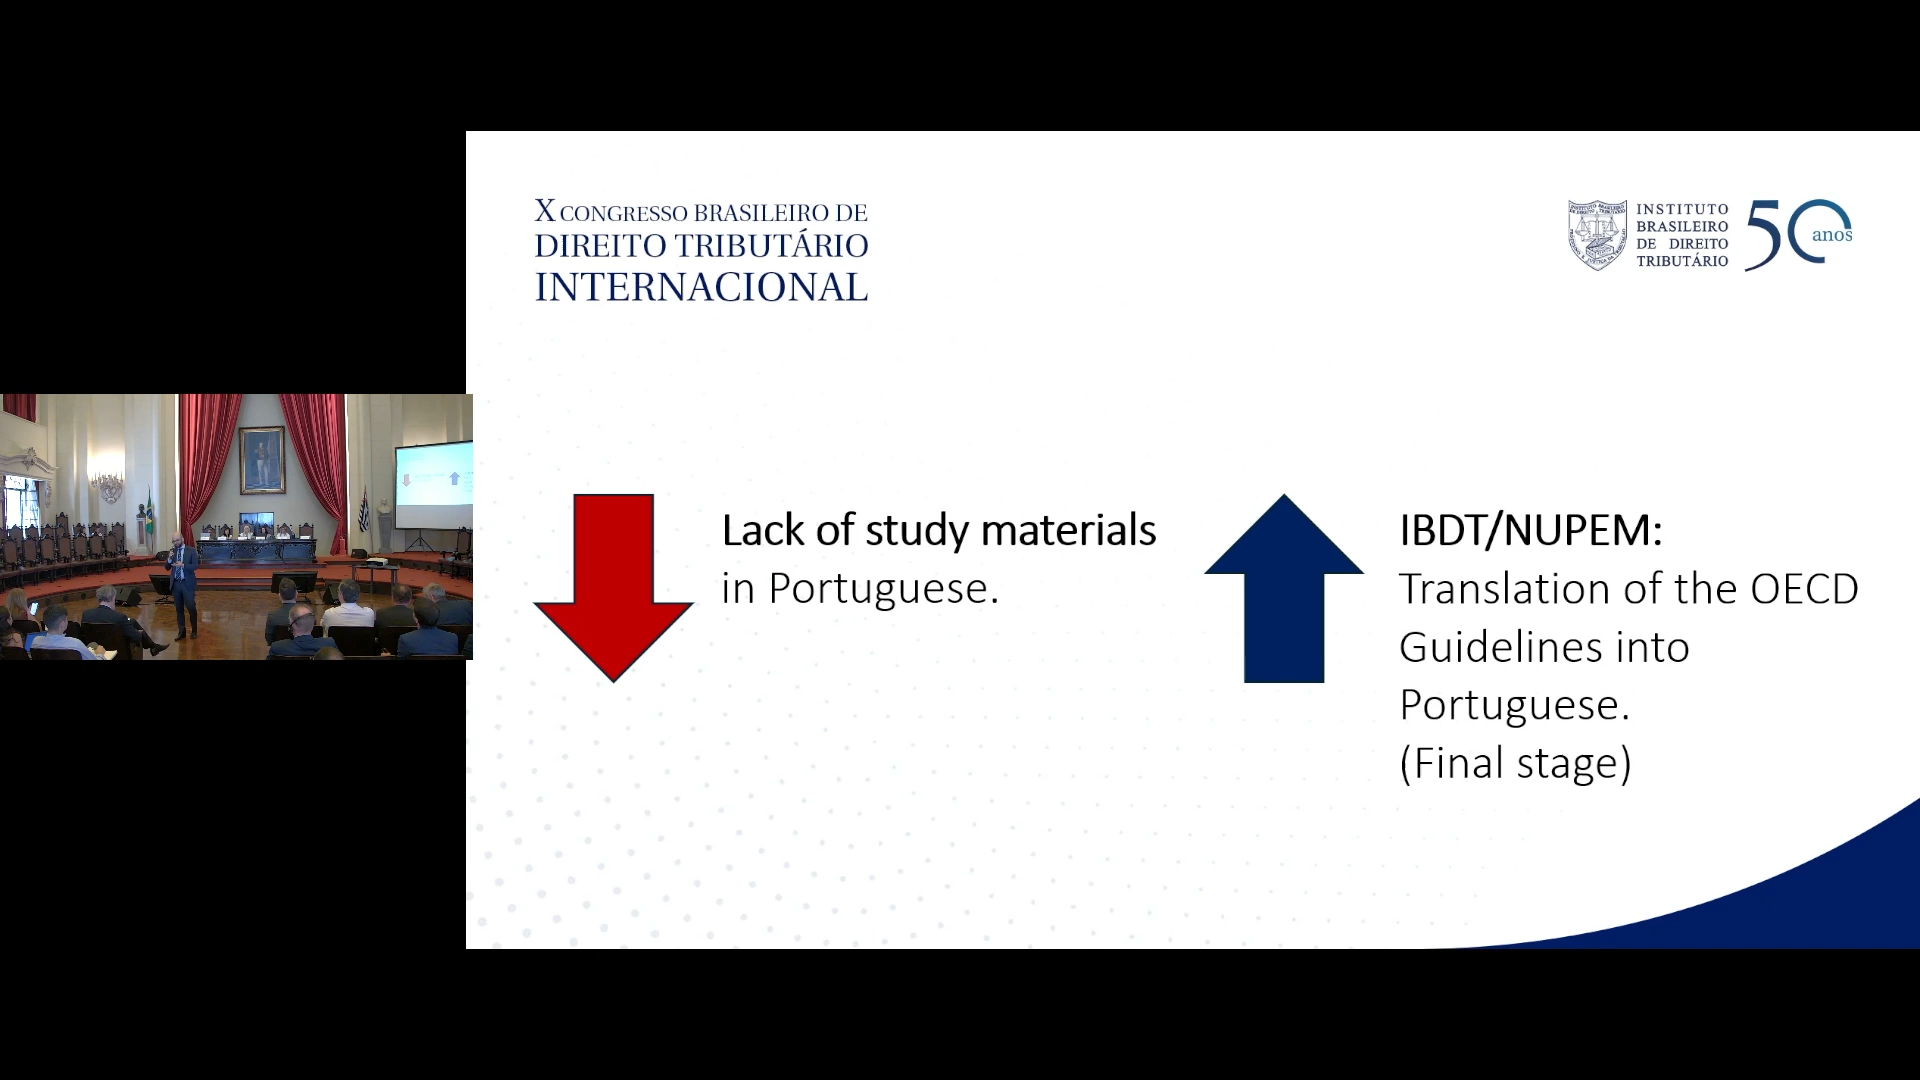 X CONGRESSO BRASILEIRO DE
DIREITO TRIBUTÁRIO
INTERNACIONAL
INSTITUTO
BRASILEIRO
DE DIREITO
TRIBUTÁRIO
50 anos
Lack of study materials
in Portuguese.
IBDT/NUPEM:
Translation of the OECD
Guidelines into
Portuguese.
(Final stage)